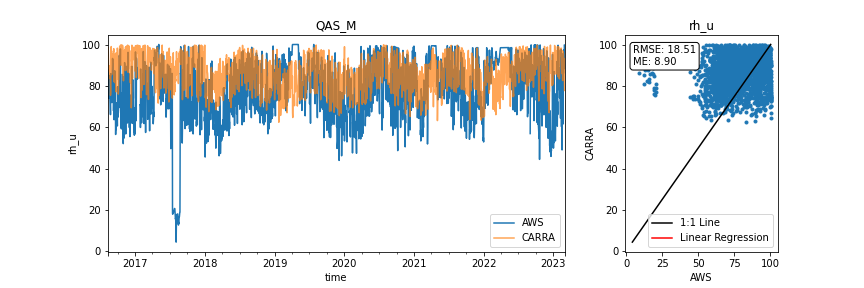 QAS_M
rh_u
100
80
60
40
20
0
2017
2018
2019
2020
2021
2022
2023
time
AWS
CARRA
rh_u
CARRA
100
80
60
40
20
0
RMSE: 18.51
ME: 8.90
1:1 Line
Linear Regression
0
25
50
75
100
AWS